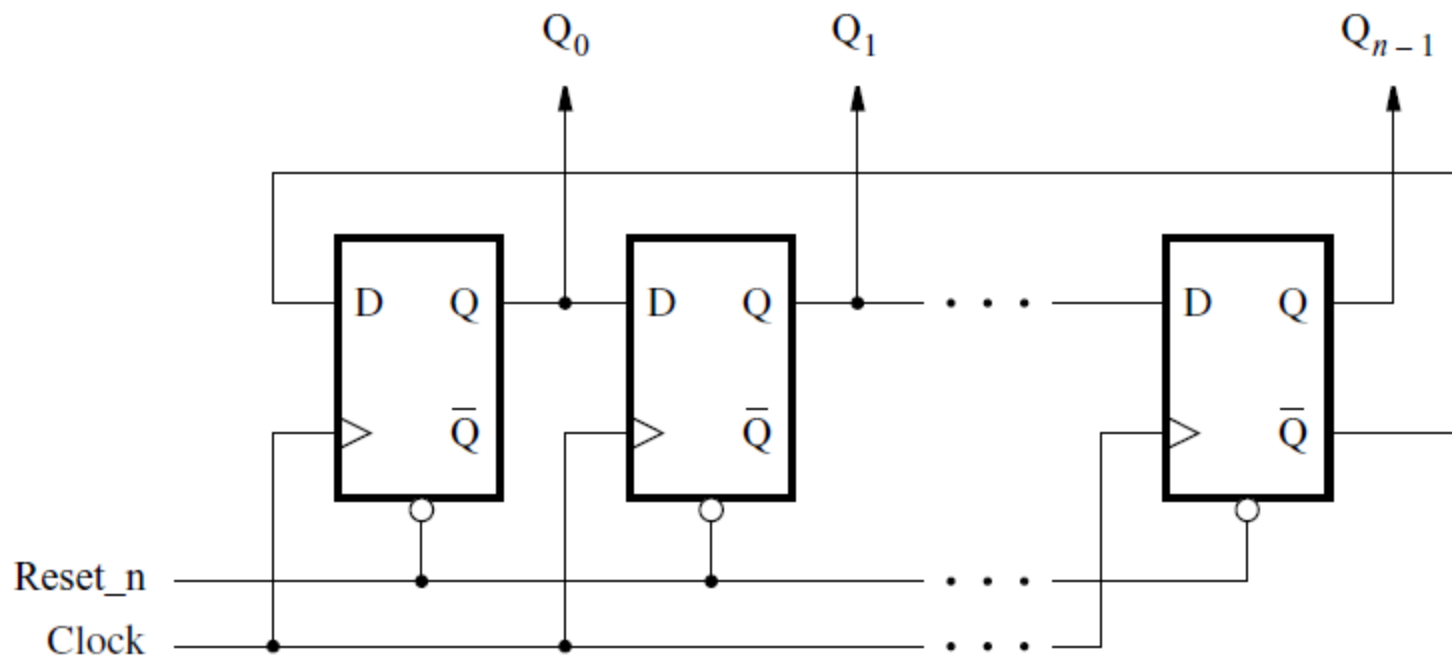 Q0 Q1 Qn – 1
D Q D Q • • • D Q
Q̅ Q̅ Q̅
Reset_n • • •
Clock • • •